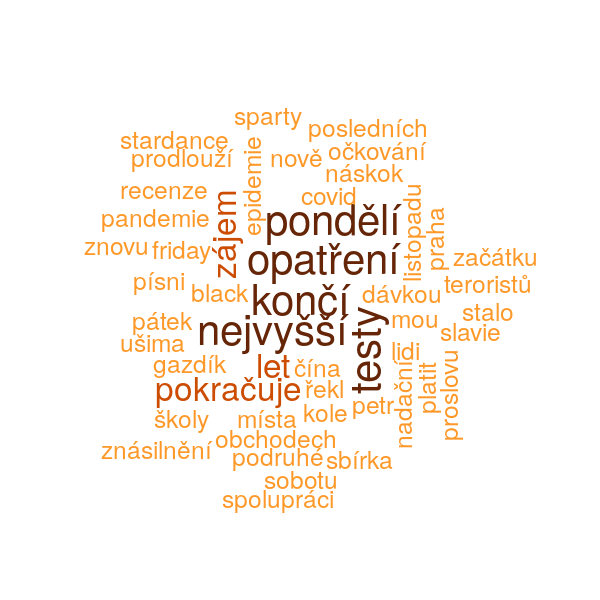 sparty
posledních
stardance
prodlouží
epidemie
nově
očkování
náskok
recenze
covid
pandemie
zájem
pondělí
listopadu
praha
znovu
friday
opatření
začátku
písni
black
končí
dávkou
teroristů
pátek
nejvyšší
testy
mou
stalo
slavie
ušima
gazdík
let
čína
lidi
pokračuje
řekl
nadační
platit
proslovu
školy
místa
kole
petr
znásilnění
obchodech
podruhé
sbírka
sobotu
spolupráci